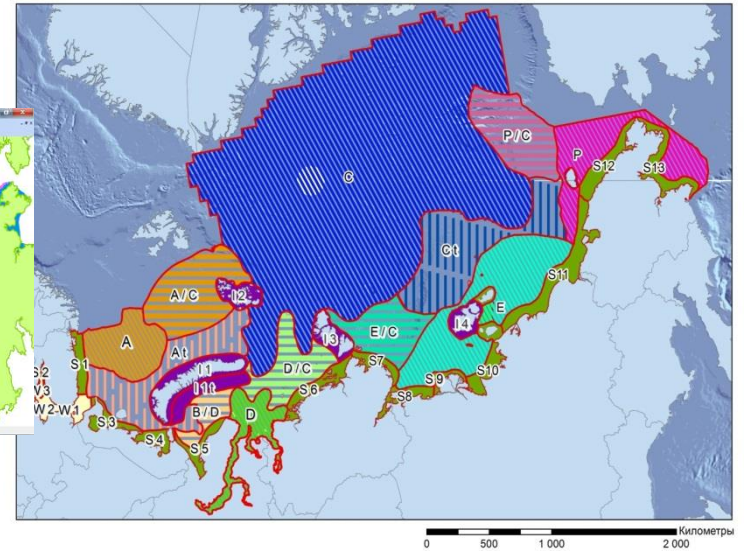 P / C
P
S12
S13
C
Ct
S11
A / C
I2
E
A
At
I3
E / C
I4
S1
I1
D / C
S7
S10
S2
I1t
S6
S9
W3
B / D
D
S8
W2
W1
S3
S4
S5
Километры
0 500 1 000 2 000